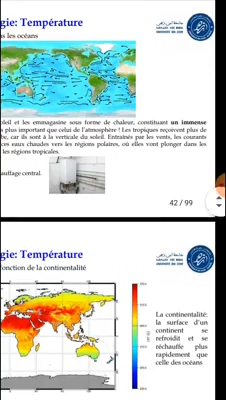 gie: Température
ns les océans
oleil et les emmagasine sous forme de chaleur, constituant un immense
s plus important que celui de l'atmosphère ! Les tropiques reçoivent plus de
be, car ils sont à la verticale du soleil. Entraînés par les vents, les courants
ces eaux chaudes vers les régions polaires, où elles vont plonger dans les
les régions tropicales.
auffage central.
42 / 99
gie: Température
onction de la continentalité
La continentalité:
la surface d'un
continent se
refroidit et se
réchauffe plus
rapidement que
celle des océans